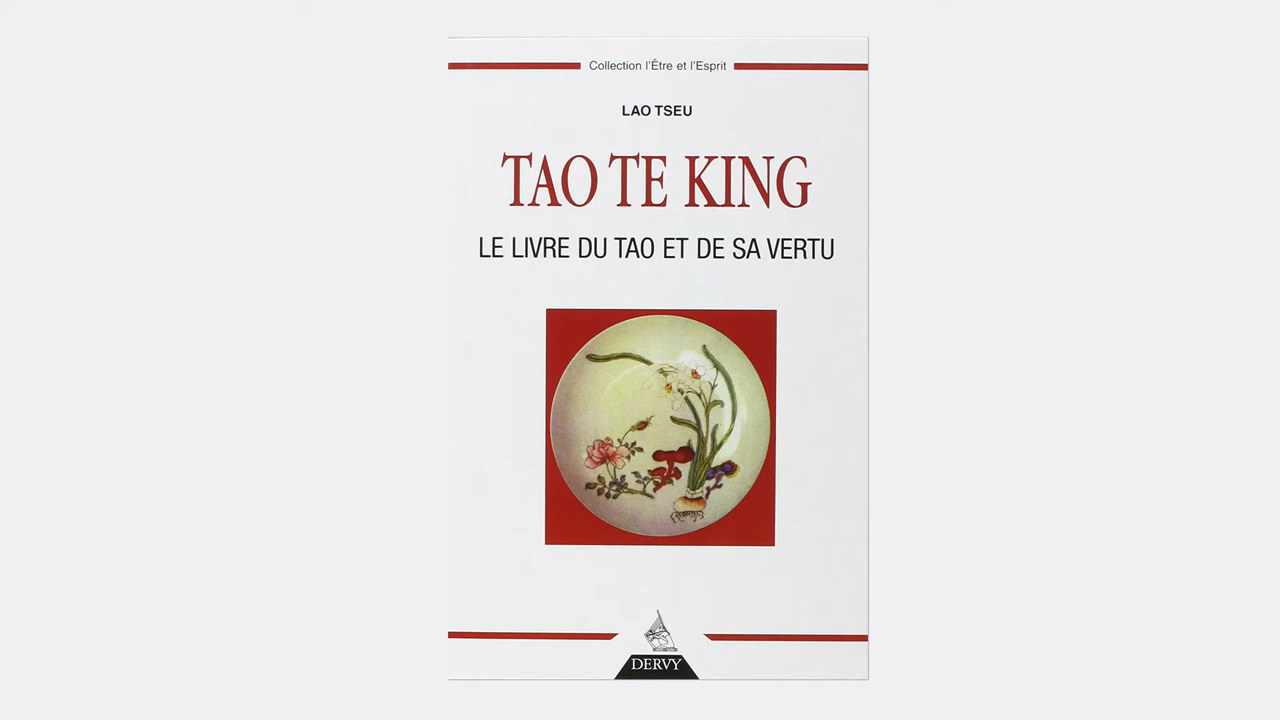 Collection l'Être et l'Esprit
LAO TSEU
TAO TE KING
LE LIVRE DU TAO ET DE SA VERTU
DERVY